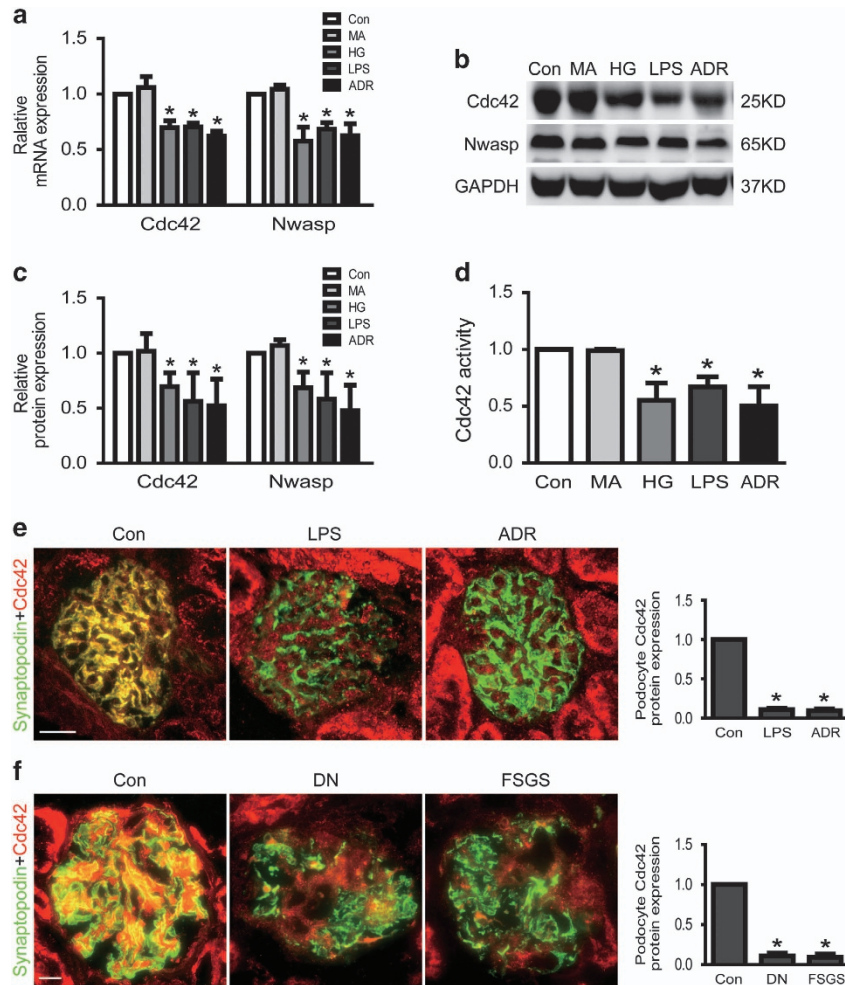 a
Ralative
mRNA expression
1.5
1.0
0.5
0.0
* * *
* * *
Cdc42 Nwasp
Con
MA
HG
LPS
ADR
b
Con MA HG LPS ADR
Cdc42 25KD
Nwasp 65KD
GAPDH 37KD
c
Relative
protein expression
1.5
1.0
0.5
0.0
* * *
* * *
Cdc42 Nwasp
Con
MA
HG
LPS
ADR
d
Cdc42 activity
1.5
1.0
0.5
0.0
* * *
Con MA HG LPS ADR
e
Con LPS ADR
Synaptopodin+Cdc42
Podocyte Cdc42
protein expression
1.5
1.0
0.5
0.0
* *
Con LPS ADR
f
Con DN FSGS
Synaptopodin+Cdc42
Podocyte Cdc42
protein expression
1.5
1.0
0.5
0.0
* *
Con DN FSGS